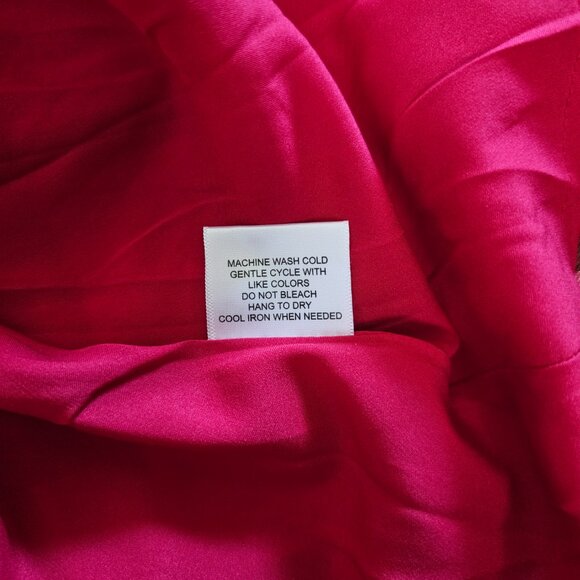 MACHINE WASH COLD
GENTLE CYCLE WITH
LIKE COLORS
DO NOT BLEACH
HANG TO DRY
COOL IRON WHEN NEEDED